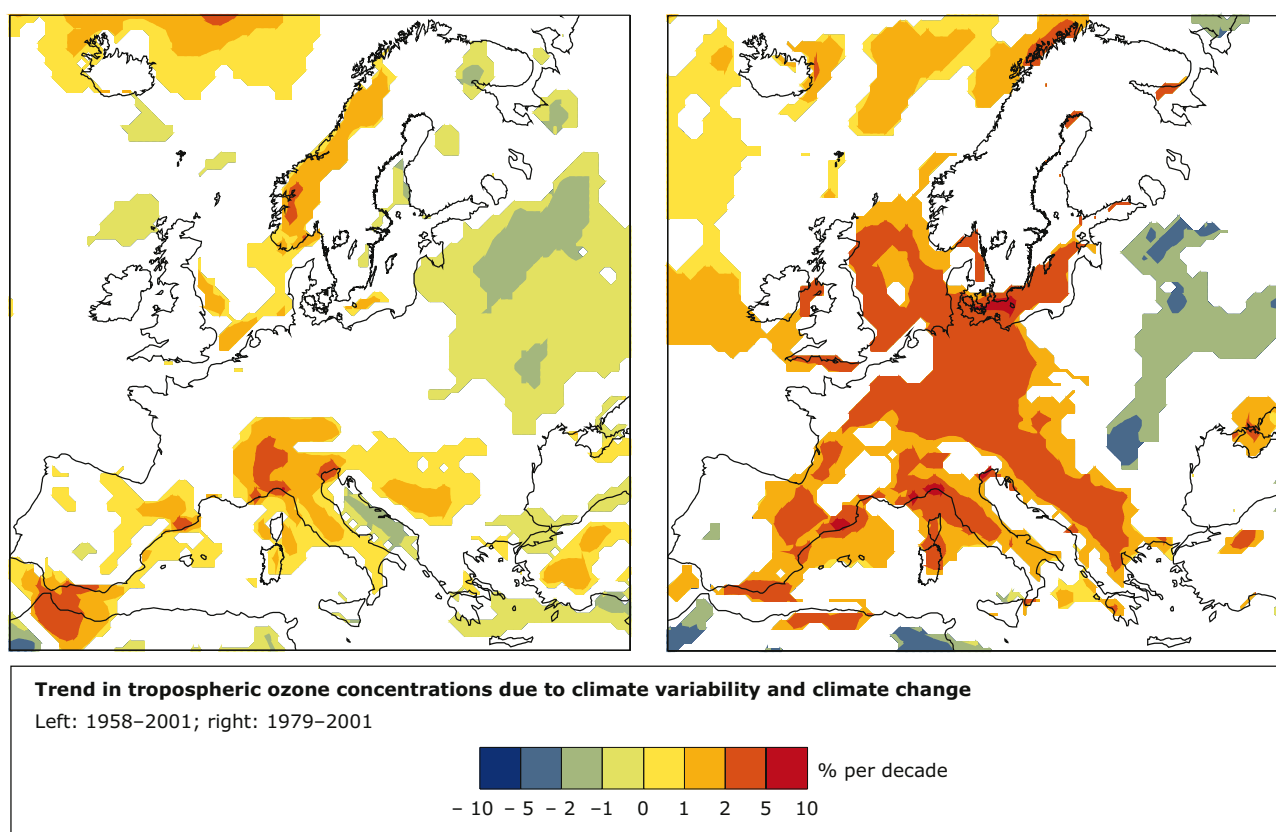 Trend in tropospheric ozone concentrations due to climate variability and climate change
Left: 1958–2001; right: 1979–2001
% per decade
– 10 – 5 – 2 –1 0 1 2 5 10